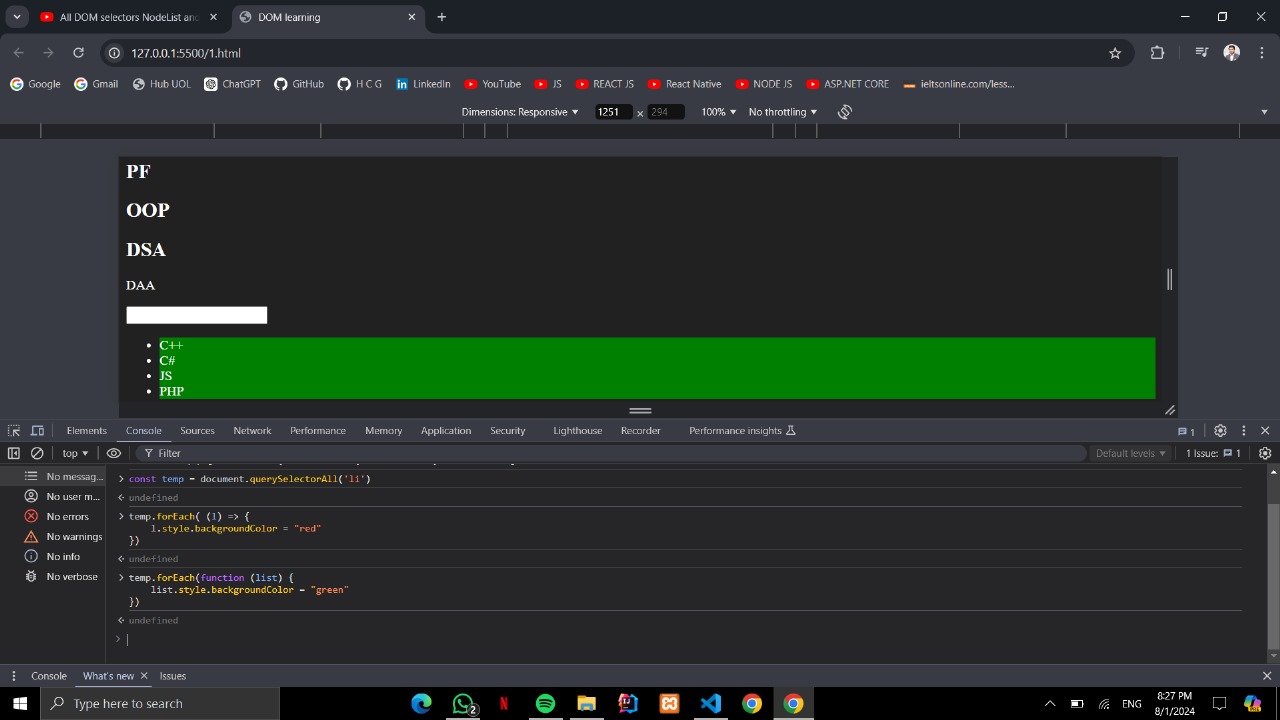 All DOM selectors NodeList an
DOM learning
127.0.0.1:5500/1.html
Google
Gmail
Hub UOL
ChatGPT
GitHub
H C G
LinkedIn
YouTube
JS
REACT JS
React Native
NODE JS
ASP.NET CORE
ieltsonline.com/less...
Dimensions: Responsive
1251 x 294
100%
No throttling
PF
OOP
DSA
DAA
C++
C#
JS
PHP
Elements
Console
Sources
Network
Performance
Memory
Application
Security
Lighthouse
Recorder
Performance insights
1
top
Filter
Default levels
1 Issue: 1
No messag...
No user m...
No errors
No warnings
No info
No verbose
const temp = document.querySelectorAll('li')
undefined
temp.forEach( (l) => {
l.style.backgroundColor = "red"
})
undefined
temp.forEach(function (list) {
list.style.backgroundColor = "green"
})
undefined
Console
What's new
Issues
Type here to search
2
ENG
8:27 PM
8/1/2024